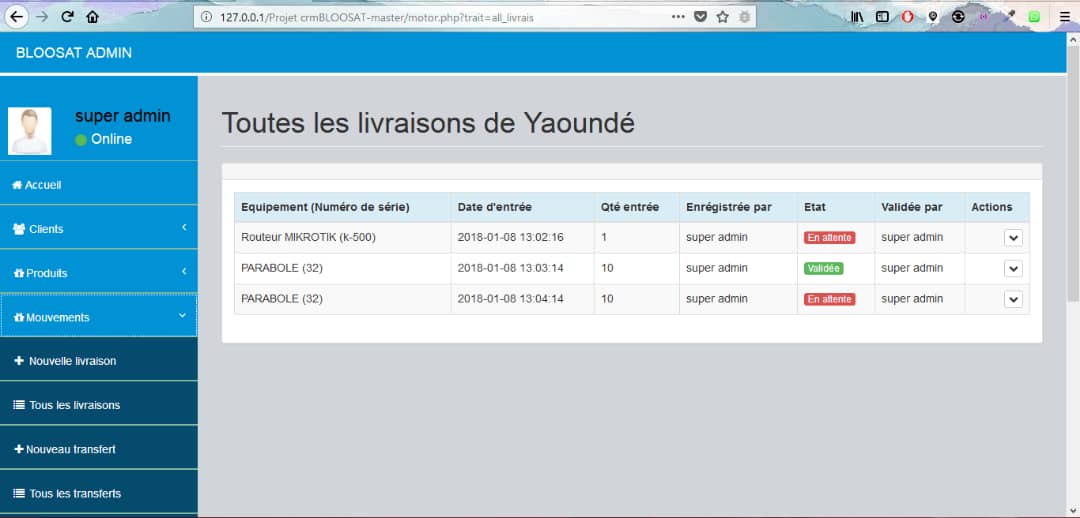 127.0.0.1/Projet crmBLOOSAT-master/motor.php?trait=all_livrais
BLOOSAT ADMIN
super admin
Online
Accueil
Clients
Produits
Mouvements
Nouvelle livraison
Tous les livraisons
Nouveau transfert
Tous les transferts
Toutes les livraisons de Yaoundé
Equipement (Numéro de série) Date d'entrée Qté entrée Enrégistrée par Etat Validée par Actions
Routeur MIKROTIK (k-500) 2018-01-08 13:02:16 1 super admin En attente super admin
PARABOLE (32) 2018-01-08 13:03:14 10 super admin Validée super admin
PARABOLE (32) 2018-01-08 13:04:14 10 super admin En attente super admin